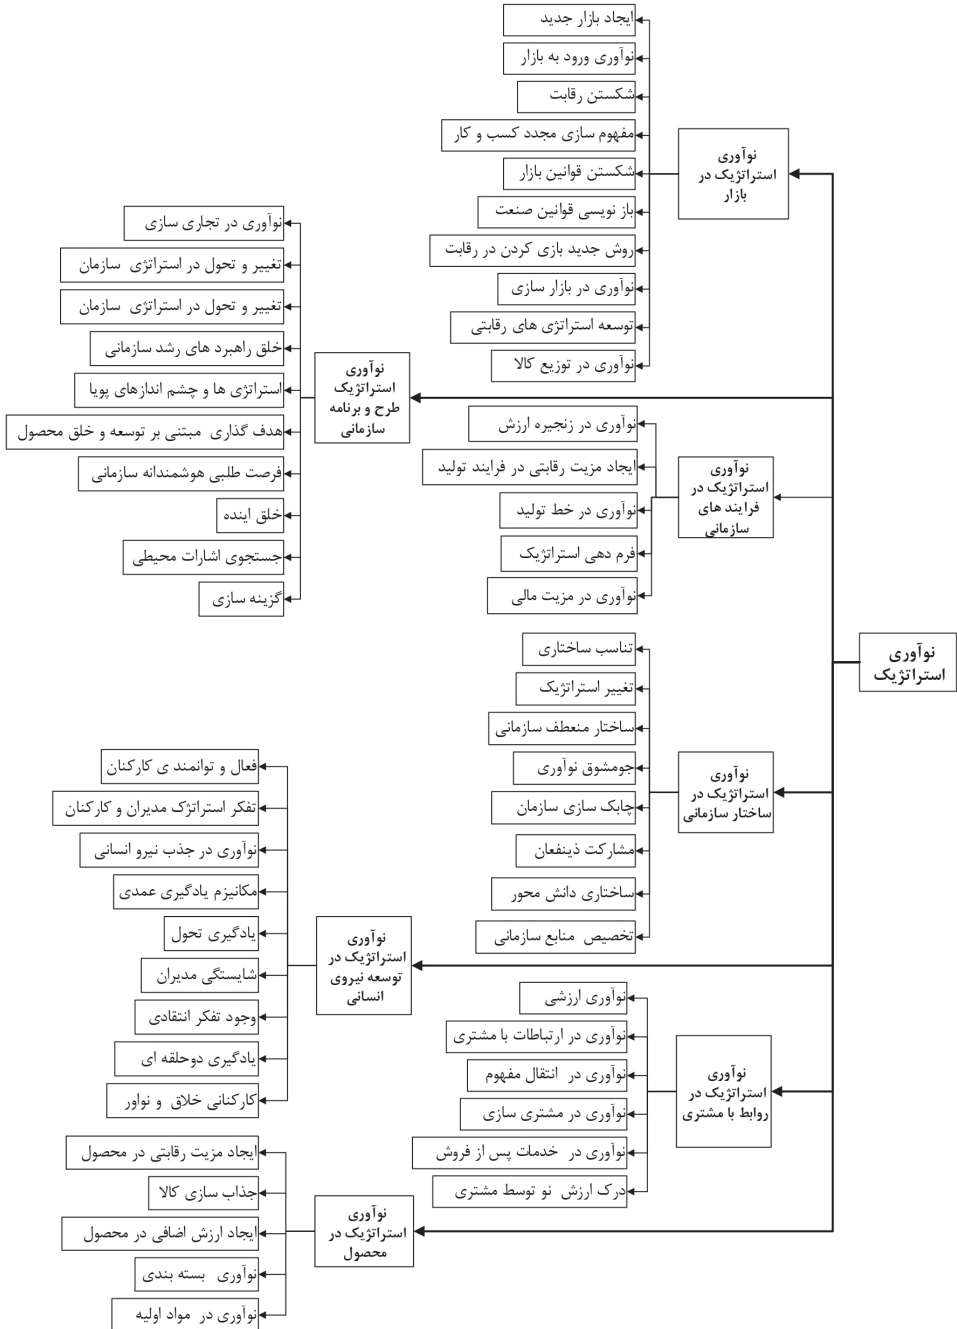 نوآوری
استراتژیک
نوآوری
استراتژیک در
بازار
ایجاد بازار جدید
نوآوری ورود به بازار
شکستن رقابت
مفهوم سازی مجدد کسب و کار
شکستن قوانین بازار
باز نویسی قوانین صنعت
روش جدید بازی کردن در رقابت
نوآوری در بازار سازی
توسعه استراتژی های رقابتی
نوآوری در توزیع کالا
نوآوری
استراتژیک
طرح و برنامه
سازمانی
نوآوری در تجاری سازی
تغییر و تحول در استراتژی سازمان
تغییر و تحول در استراتژی سازمان
خلق راهبرد های رشد سازمانی
استراتژی ها و چشم اندازهای پویا
هدف گذاری مبتنی بر توسعه و خلق محصول
فرصت طلبی هوشمندانه سازمانی
خلق اینده
جستجوی اشارات محیطی
گزینه سازی
نوآوری
استراتژیک در
فرایند های
سازمانی
نوآوری در زنجیره ارزش
ایجاد مزیت رقابتی در فرایند تولید
نوآوری در خط تولید
فرم دهی استراتژیک
نوآوری در مزیت مالی
نوآوری
استراتژیک در
ساختار سازمانی
تناسب ساختاری
تغییر استراتژیک
ساختار منعطف سازمانی
جومشوق نوآوری
چابک سازی سازمان
مشارکت ذینفعان
ساختاری دانش محور
تخصیص منابع سازمانی
نوآوری
استراتژیک در
توسعه نیروی
انسانی
فعال و توانمند ی کارکنان
تفکر استراتژک مدیران و کارکنان
نوآوری در جذب نیرو انسانی
مکانیزم یادگیری عمدی
یادگیری تحول
شایستگی مدیران
وجود تفکر انتقادی
یادگیری دوحلقه ای
کارکنانی خلاق و نواور
نوآوری
استراتژیک در
روابط با مشتری
نوآوری ارزشی
نوآوری در ارتباطات با مشتری
نوآوری در انتقال مفهوم
نوآوری در مشتری سازی
نوآوری در خدمات پس از فروش
درک ارزش نو توسط مشتری
نوآوری
استراتژیک در
محصول
ایجاد مزیت رقابتی در محصول
جذاب سازی کالا
ایجاد ارزش اضافی در محصول
نوآوری بسته بندی
نوآوری در مواد اولیه